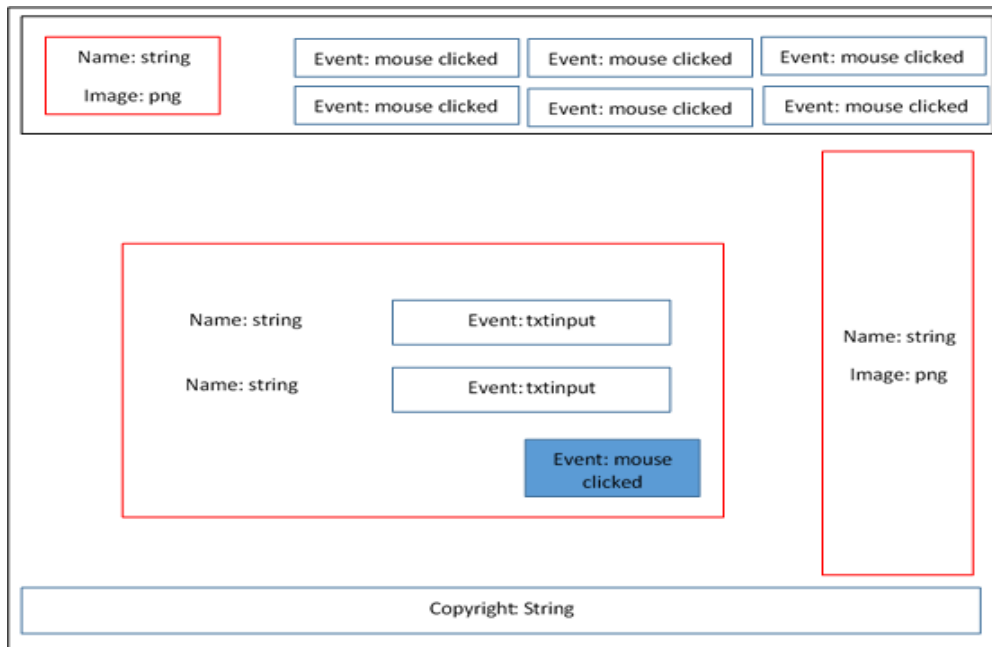 Name: string
Image: png
Event: mouse clicked
Event: mouse clicked
Event: mouse clicked
Event: mouse clicked
Event: mouse clicked
Event: mouse clicked
Name: string
Event: txtinput
Name: string
Event: txtinput
Event: mouse
clicked
Name: string
Image: png
Copyright: String